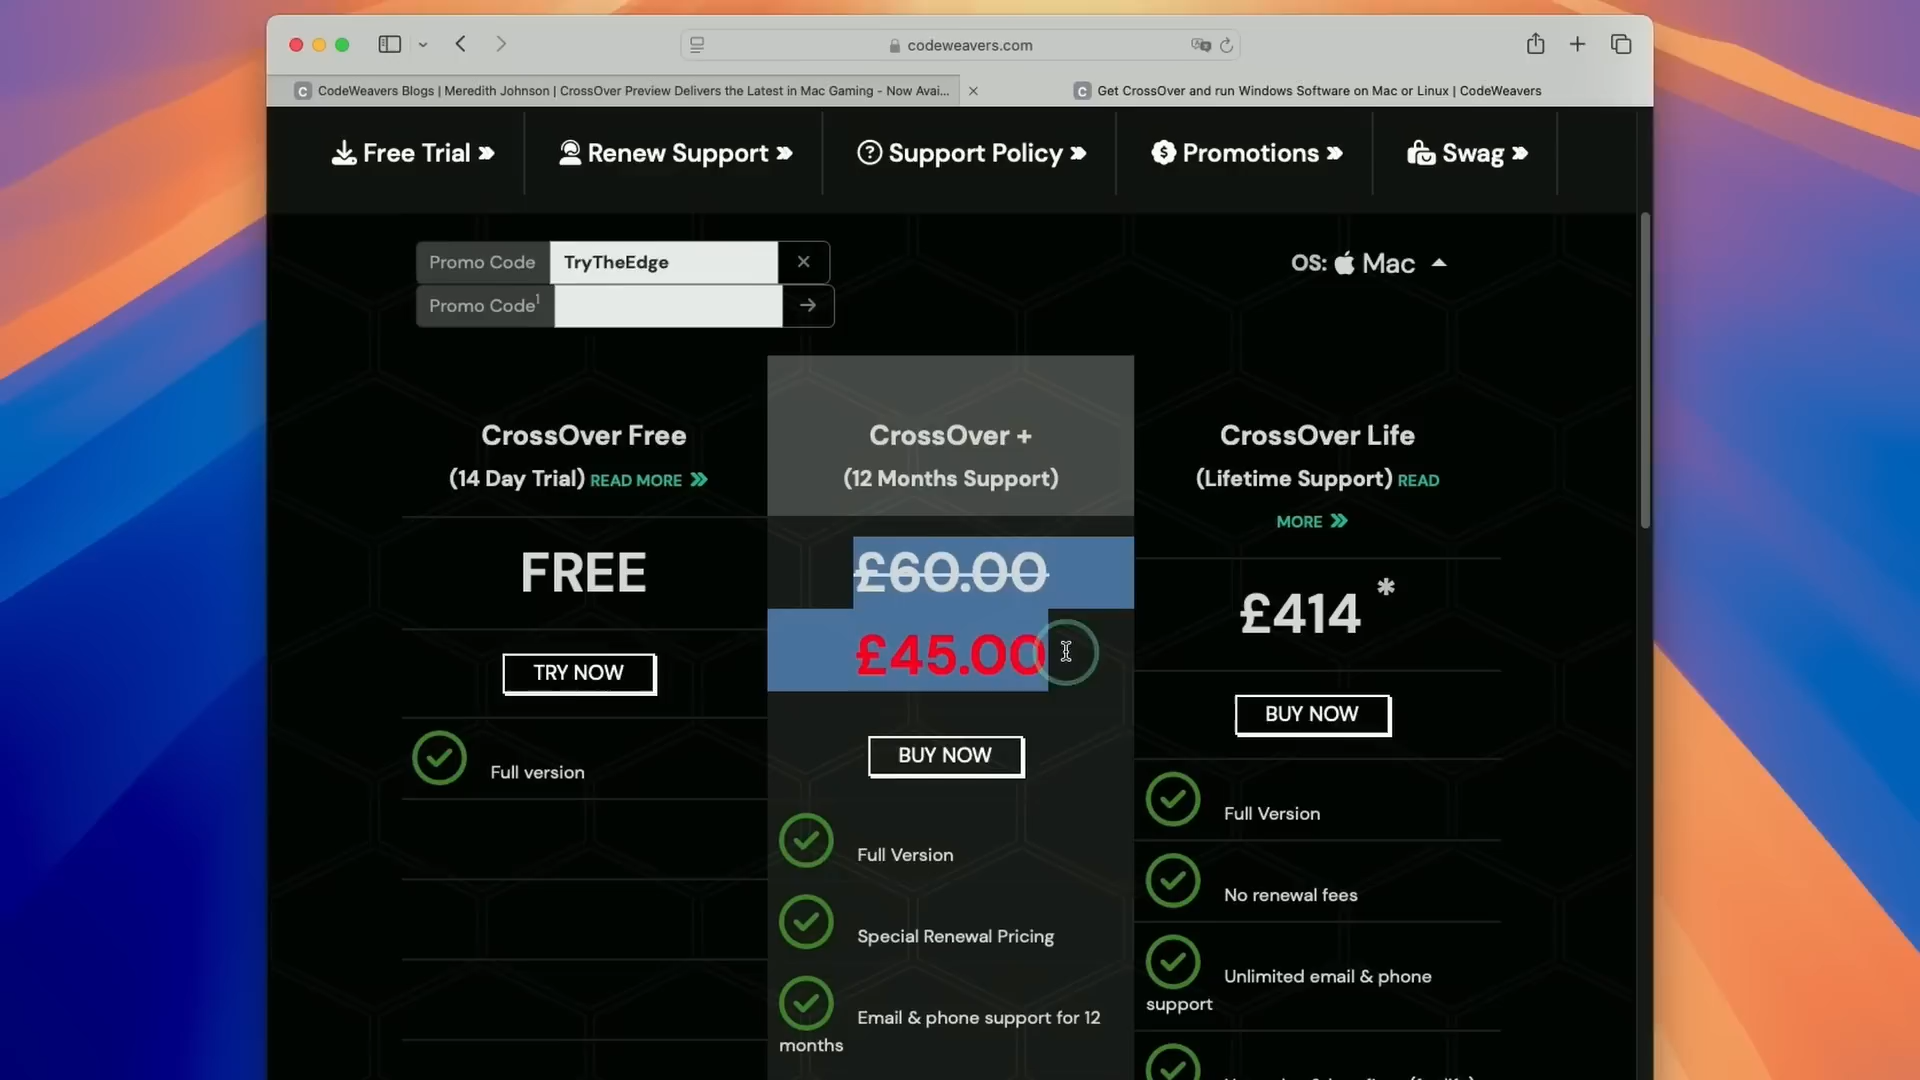 codeweavers.com
CodeWeavers Blogs | Meredith Johnson | CrossOver Preview Delivers the Latest in Mac Gaming - Now Avai...
Get CrossOver and run Windows Software on Mac or Linux | CodeWeavers
Free Trial
Renew Support
Support Policy
Promotions
Swag
Promo Code TryTheEdge
Promo Code1
OS: Mac
CrossOver Free
(14 Day Trial) READ MORE
FREE
TRY NOW
Full version
CrossOver +
(12 Months Support)
£60.00
£45.00
BUY NOW
Full Version
Special Renewal Pricing
Email & phone support for 12
months
CrossOver Life
(Lifetime Support) READ
MORE
£414 *
BUY NOW
Full Version
No renewal fees
Unlimited email & phone
support